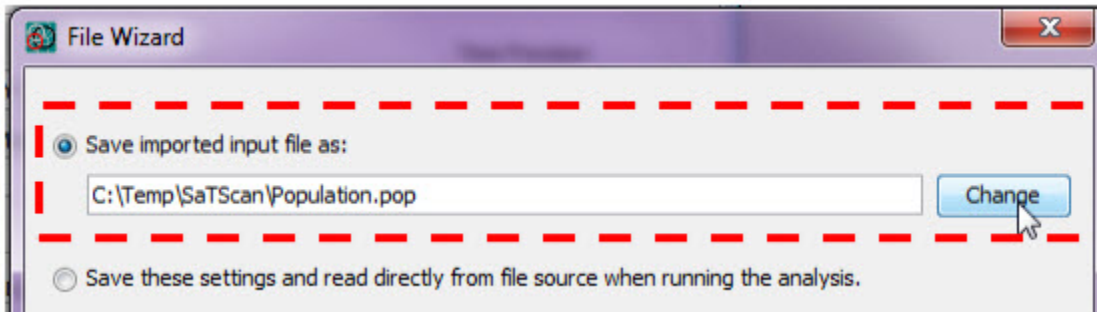 File Wizard
Save imported input file as:
C:\Temp\SaTScan\Population.pop
Change
Save these settings and read directly from file source when running the analysis.